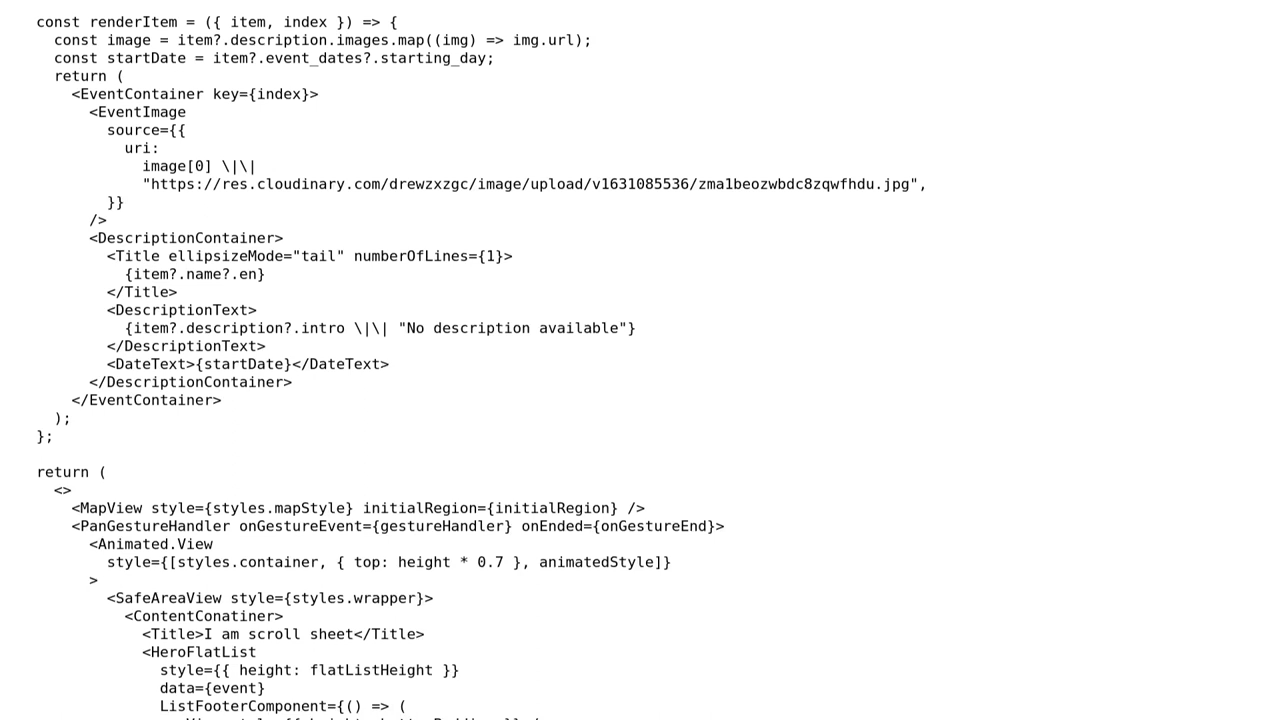 const renderItem = ({ item, index }) => {
  const image = item?.description.images.map((img) => img.url);
  const startDate = item?.event_dates?.starting_day;
  return (
    <EventContainer key={index}>
      <EventImage
        source={{
          uri:
            image[0] \|\|
            "https://res.cloudinary.com/drewzxzgc/image/upload/v1631085536/zma1beozwbdc8zqwfhdu.jpg",
        }}
      />
      <DescriptionContainer>
        <Title ellipsizeMode="tail" numberOfLines={1}>
          {item?.name?.en}
        </Title>
        <DescriptionText>
          {item?.description?.intro \|\| "No description available"}
        </DescriptionText>
        <DateText>{startDate}</DateText>
      </DescriptionContainer>
    </EventContainer>
  );
};

return (
  <>
    <MapView style={styles.mapStyle} initialRegion={initialRegion} />
    <PanGestureHandler onGestureEvent={gestureHandler} onEnded={onGestureEnd}>
      <Animated.View
        style={[styles.container, { top: height * 0.7 }, animatedStyle]}
      >
        <SafeAreaView style={styles.wrapper}>
          <ContentConatiner>
            <Title>I am scroll sheet</Title>
            <HeroFlatList
              style={{ height: flatListHeight }}
              data={event}
              ListFooterComponent={() => (